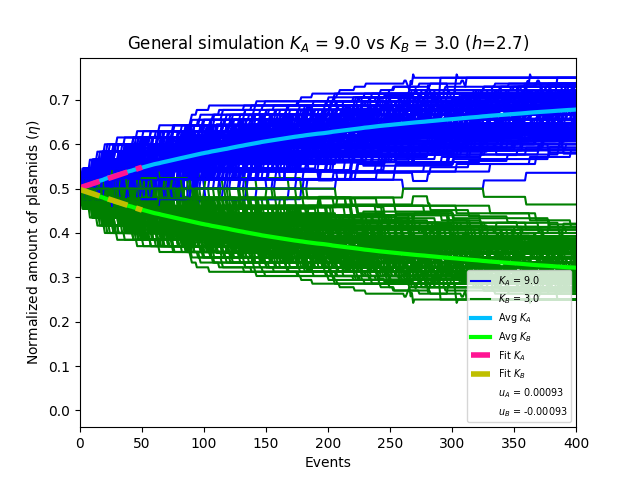 General simulation K_A = 9.0 vs K_B = 3.0 (h=2.7)
Normalized amount of plasmids (η)
0.7
0.6
0.5
0.4
0.3
0.2
0.1
0.0
K_A = 9.0
K_B = 3.0
Avg K_A
Avg K_B
Fit K_A
Fit K_B
u_A = 0.00093
u_B = -0.00093
0 50 100 150 200 250 300 350 400
Events